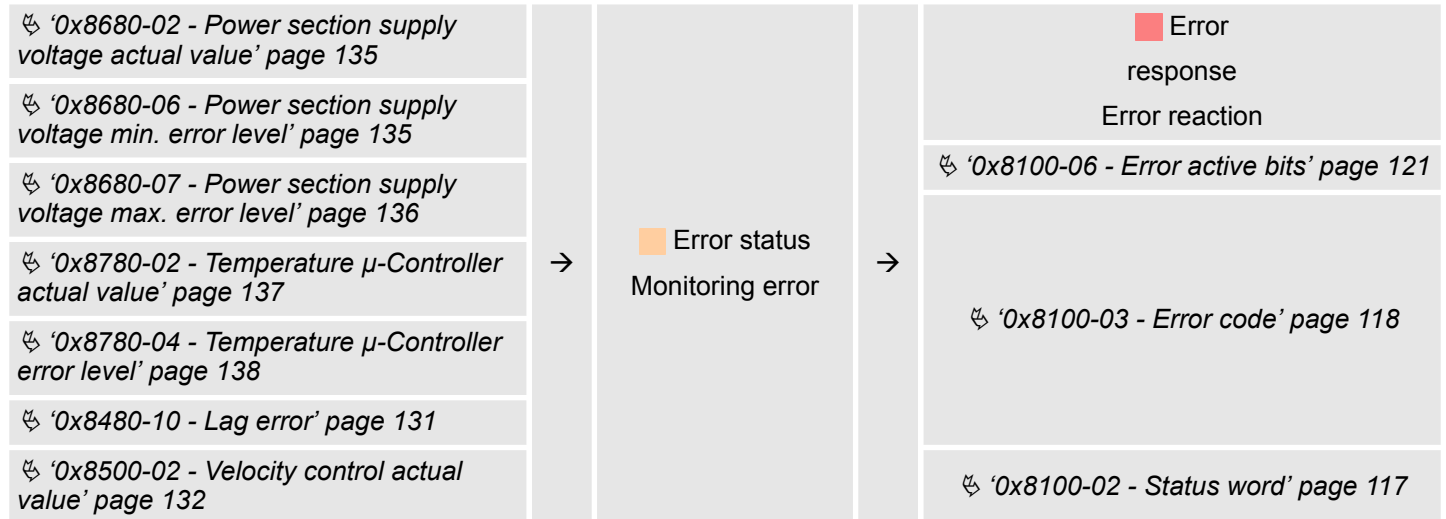 ↳ '0x8680-02 - Power section supply
voltage actual value' page 135
↳ '0x8680-06 - Power section supply
voltage min. error level' page 135
↳ '0x8680-07 - Power section supply
voltage max. error level' page 136
↳ '0x8780-02 - Temperature µ-Controller
actual value' page 137
↳ '0x8780-04 - Temperature µ-Controller
error level' page 138
↳ '0x8480-10 - Lag error' page 131
↳ '0x8500-02 - Velocity control actual
value' page 132
→
Error status
Monitoring error
→
Error
response
Error reaction
↳ '0x8100-06 - Error active bits' page 121
↳ '0x8100-03 - Error code' page 118
↳ '0x8100-02 - Status word' page 117